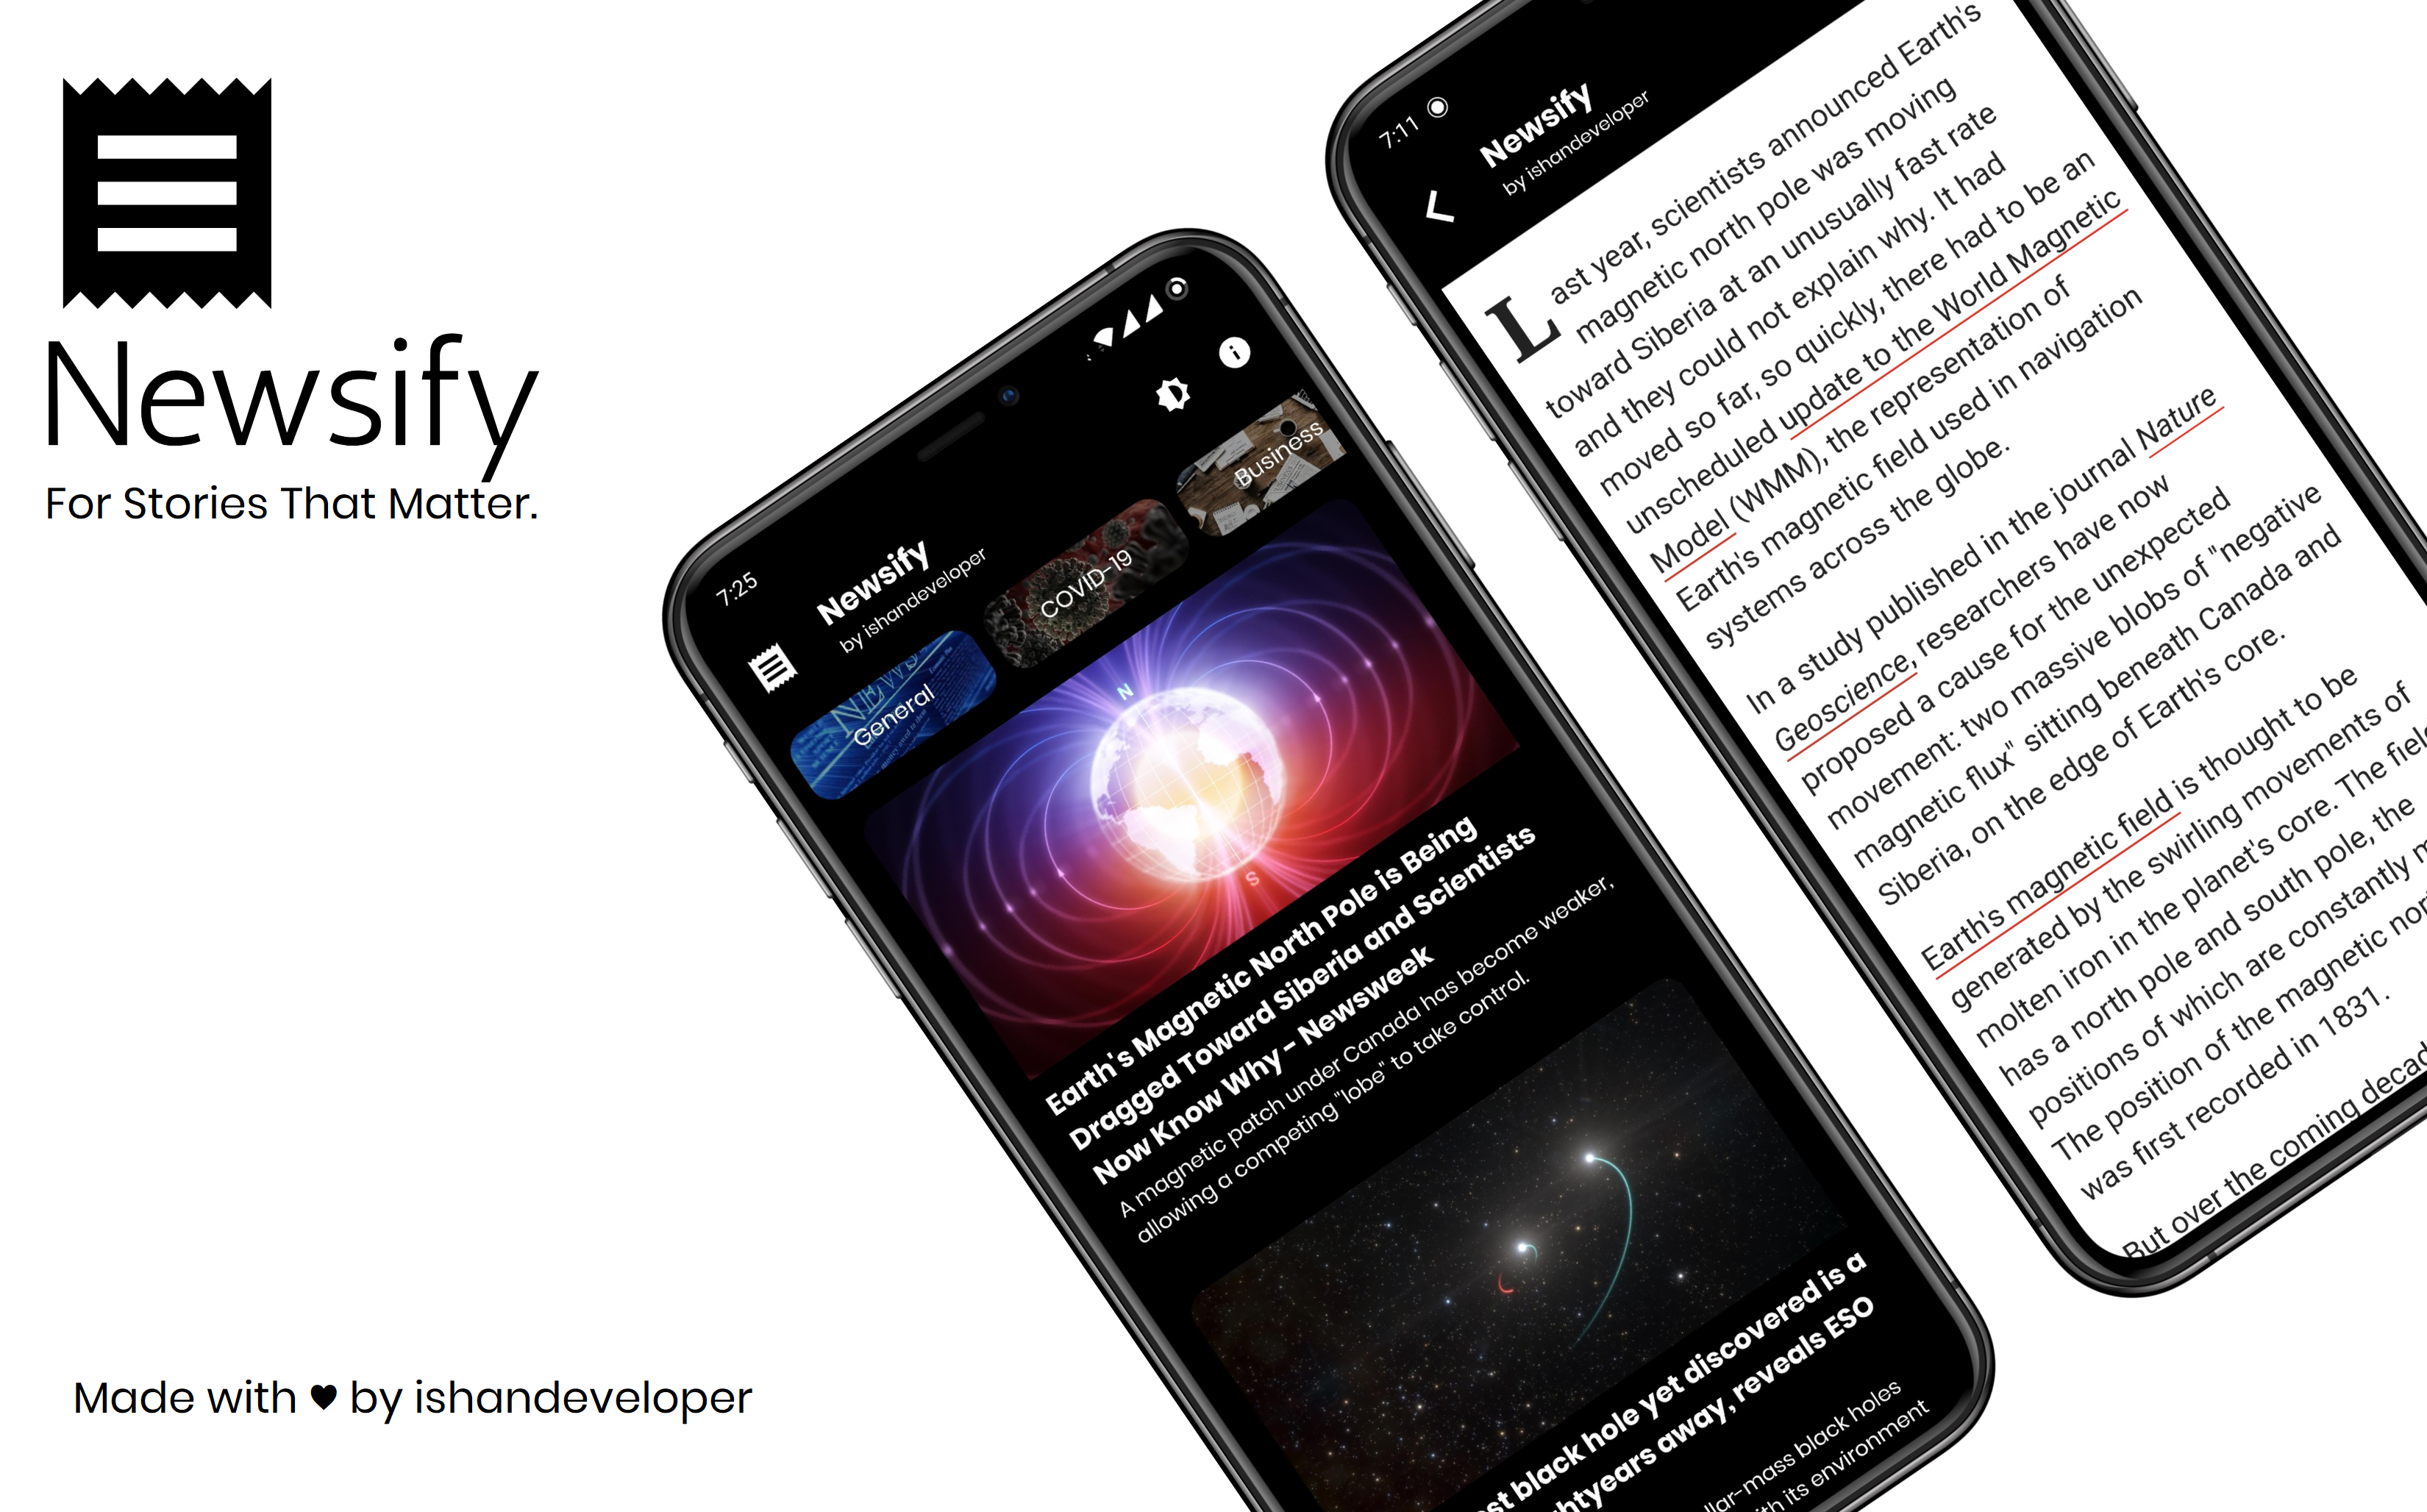 Newsify
For Stories That Matter.
Made with ♥ by ishandeveloper
7:25
Newsify
by ishandeveloper
General
COVID-19
Business
NEWS
N
S
Earth's Magnetic North Pole is Being
Dragged Toward Siberia and Scientists
Now Know Why - Newsweek
A magnetic patch under Canada has become weaker,
allowing a competing "lobe" to take control.
st black hole yet discovered is a
htyears away, reveals ESO
llar-mass black holes
th its environment
7:11
Newsify
by ishandeveloper
Last year, scientists announced Earth's
magnetic north pole was moving
toward Siberia at an unusually fast rate
and they could not explain why. It had
moved so far, so quickly, there had to be an
unscheduled update to the World Magnetic
Model (WMM), the representation of
Earth's magnetic field used in navigation
systems across the globe.
In a study published in the journal Nature
Geoscience, researchers have now
proposed a cause for the unexpected
movement: two massive blobs of "negative
magnetic flux" sitting beneath Canada and
Siberia, on the edge of Earth's core.
Earth's magnetic field is thought to be
generated by the swirling movements of
molten iron in the planet's core. The field
has a north pole and south pole, the
positions of which are constantly m
The position of the magnetic nor
was first recorded in 1831.
But over the coming decad